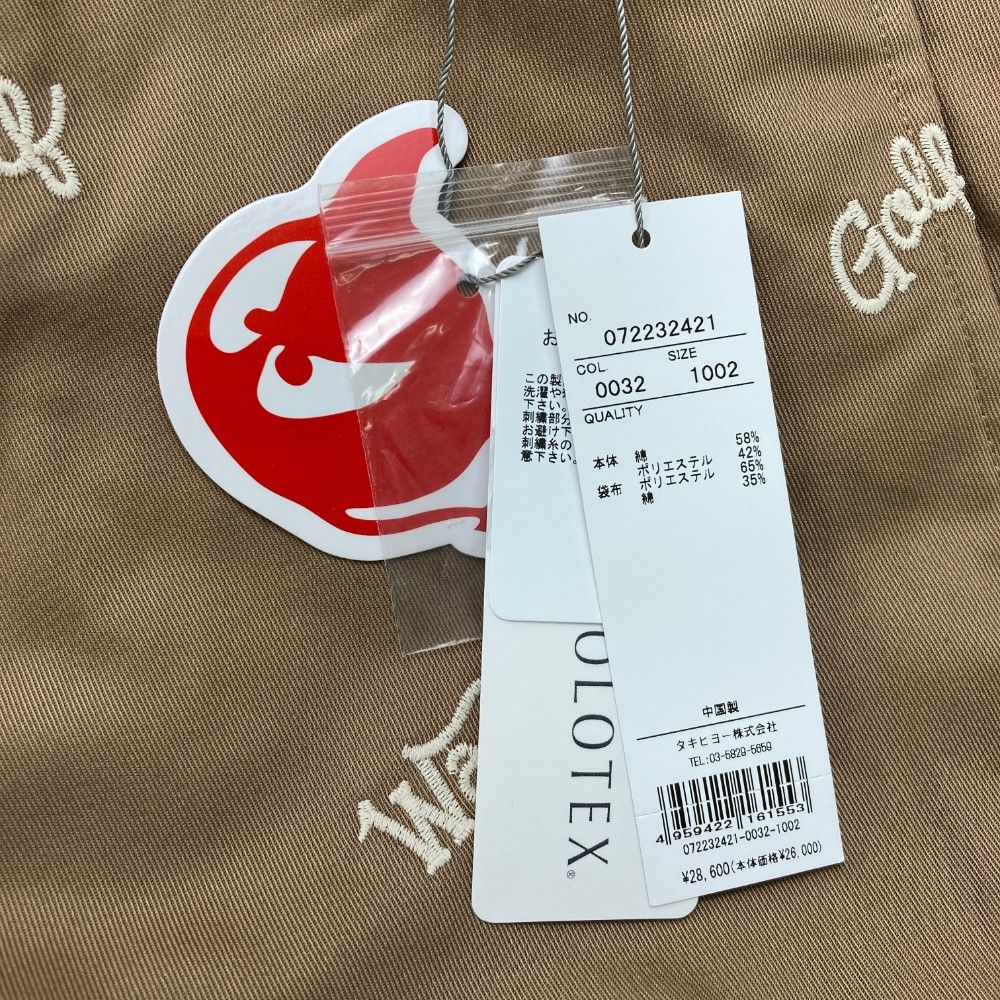 Golf
Wa
お
この製
洗濯や
下さい。
刺繍部分
お避け下
刺繍糸の
意下さい。
OLOTEX®
NO. 072232421
COL. SIZE
0032 1002
QUALITY
本体 綿 58%
ポリエステル 42%
袋布 ポリエステル 65%
綿 35%
中国製
タキヒヨー株式会社
TEL:03-5829-5659
4 959422 161553
072232421-0032-1002
¥28,600(本体価格¥26,000)